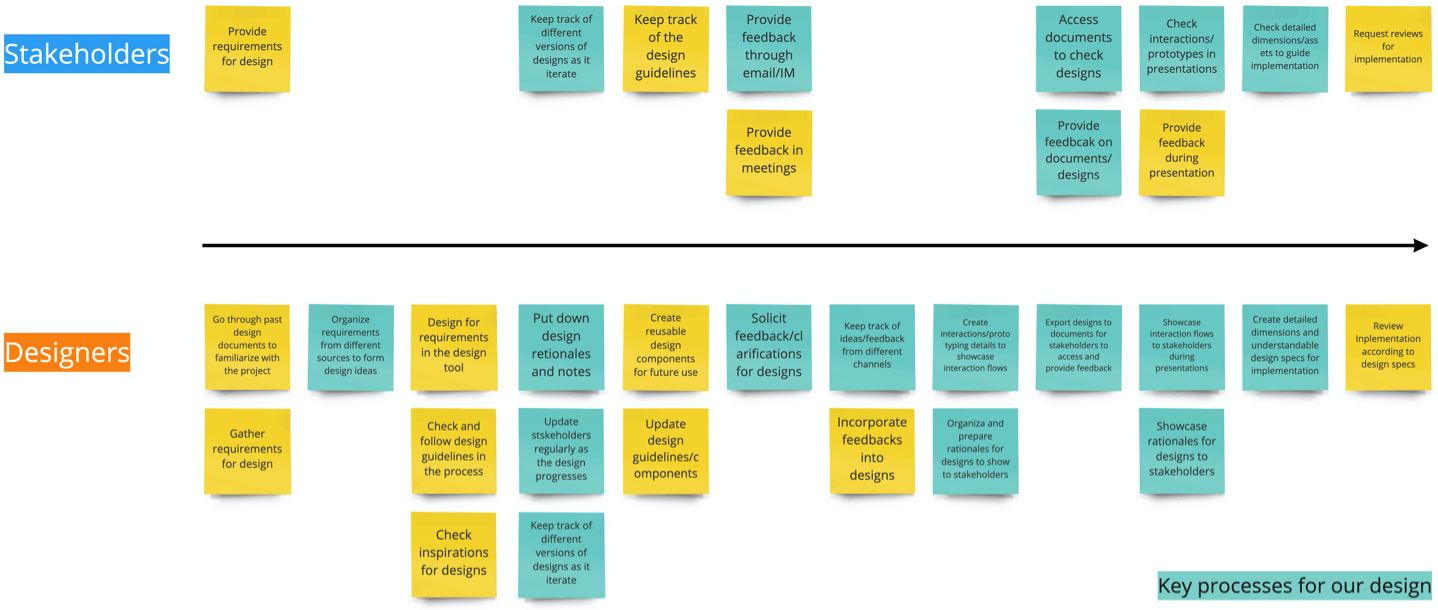 Stakeholders
Provide
requirements
for design
Keep track of
different
versions of
designs as it
iterate
Keep track
of the
design
guidelines
Provide
feedback
through
email/IM
Access
documents
to check
designs
Check
interactions/
prototypes in
presentations
Check detailed
dimensions/ass
ets to guide
implementation
Request reviews
for
implementation
Provide
feedback in
meetings
Provide
feedbcak on
documents/
designs
Provide
feedback
during
presentation
Designers
Go through past
design
documents to
familiarize with
the project
Organize
requirements
from different
sources to form
design ideas
Design for
requirements
in the design
tool
Put down
design
retionales
and notes
Create
reusable
design
components
for future use
Solicit
feedback/cl
arifications
for designs
Keep track of
ideas/feedback
from different
channels
Create
interactions/proto
typing details to
showcase
interaction flows
Export designs to
documents for
stakeholders to
access and
provide feedback
Showcase
interaction flows
to stakeholders
during
presentations
Create detailed
dimensions and
understandable
design specs for
implementation
Review
Inplementation
according to
design specs
Gather
requirements
for design
Check and
follow design
guidelines in
the process
Update
stskeholders
regularly as
the design
progresses
Update
design
guidelines/c
omponents
Incorporate
feedbacks
into
designs
Organiza and
prepare
rationales for
designs to show
to stakeholders
Showcase
rationales for
designs to
stakeholders
Check
inspirations
for designs
Keep track of
different
versions of
designs as it
iterate
Key processes for our design